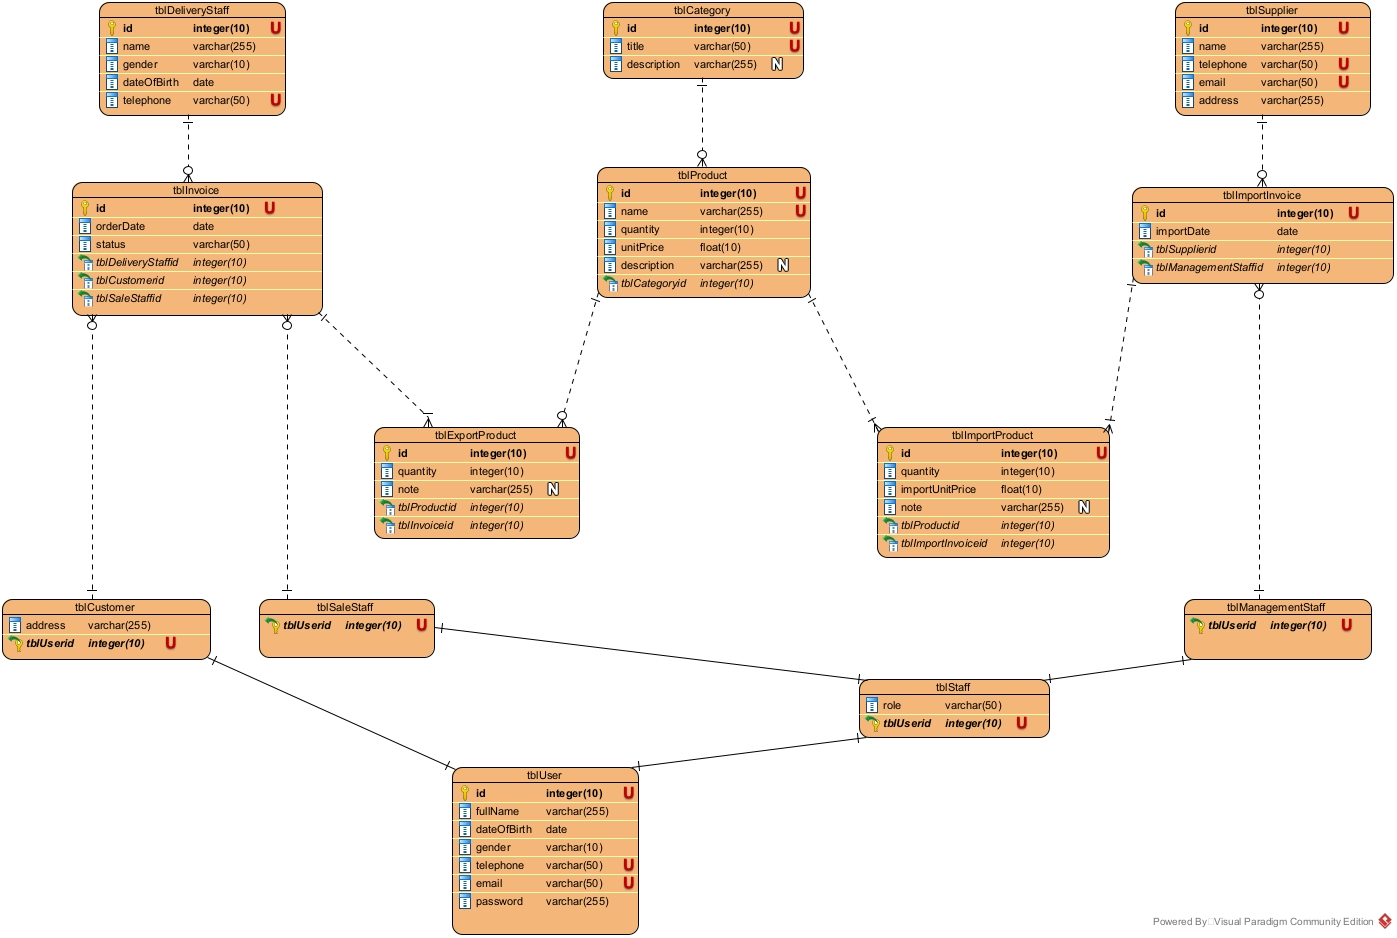 tblDeliveryStaff
id integer(10) U
name varchar(255)
gender varchar(10)
dateOfBirth date
telephone varchar(50) U
tblCategory
id integer(10) U
title varchar(50) U
description varchar(255) N
tblSupplier
id integer(10) U
name varchar(255)
telephone varchar(50) U
email varchar(50) U
address varchar(255)
tblInvoice
id integer(10) U
orderDate date
status varchar(50)
tblDeliveryStaffid integer(10)
tblCustomerid integer(10)
tblSaleStaffid integer(10)
tblProduct
id integer(10) U
name varchar(255) U
quantity integer(10)
unitPrice float(10)
description varchar(255) N
tblCategoryid integer(10)
tblImportInvoice
id integer(10) U
importDate date
tblSupplierid integer(10)
tblManagementStaffid integer(10)
tblExportProduct
id integer(10) U
quantity integer(10)
note varchar(255) N
tblProductid integer(10)
tblInvoiceid integer(10)
tblImportProduct
id integer(10) U
quantity integer(10)
importUnitPrice float(10)
note varchar(255) N
tblProductid integer(10)
tblImportInvoiceid integer(10)
tblCustomer
address varchar(255)
tblUserid integer(10) U
tblSaleStaff
tblUserid integer(10) U
tblManagementStaff
tblUserid integer(10) U
tblStaff
role varchar(50)
tblUserid integer(10) U
tblUser
id integer(10) U
fullName varchar(255)
dateOfBirth date
gender varchar(10)
telephone varchar(50) U
email varchar(50) U
password varchar(255)
Powered By Visual Paradigm Community Edition